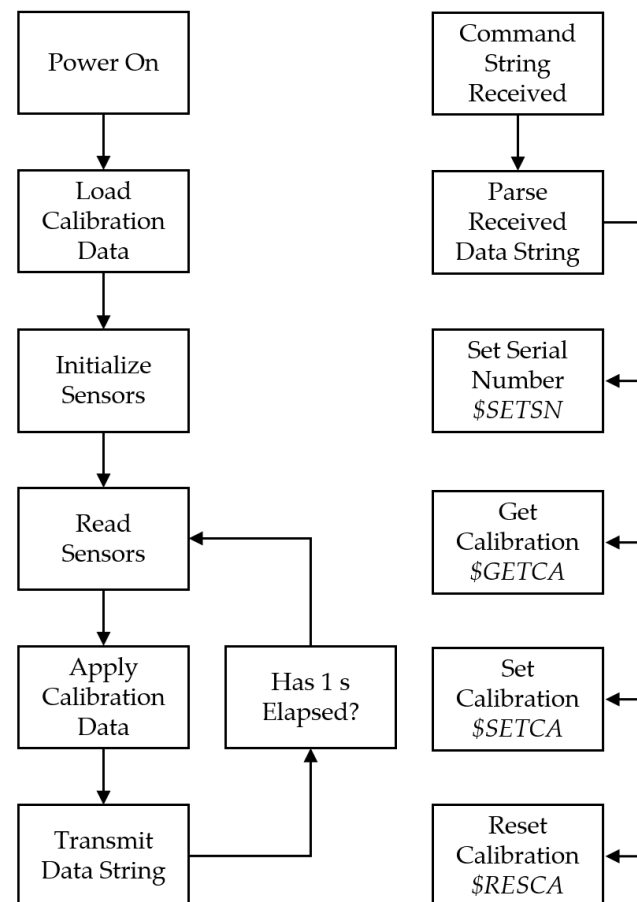 Power On
Load
Calibration
Data
Initialize
Sensors
Read
Sensors
Apply
Calibration
Data
Transmit
Data String
Has 1 s
Elapsed?
Command
String
Received
Parse
Received
Data String
Set Serial
Number
$SETSN
Get
Calibration
$GETCA
Set
Calibration
$SETCA
Reset
Calibration
$RESCA